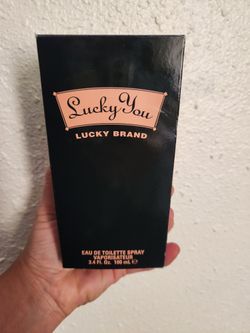 Lucky You
LUCKY BRAND
EAU DE TOILETTE SPRAY
VAPORISATEUR
3.4 Fl. Oz. 100 mL e